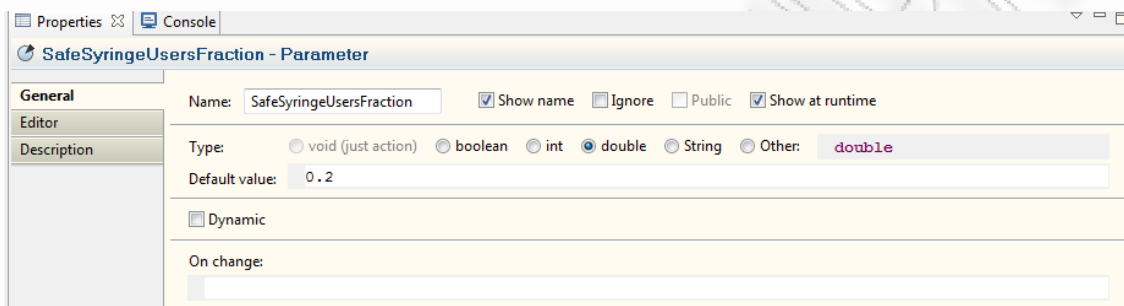 Properties Console
SafeSyringeUsersFraction - Parameter
General
Editor
Description
Name: SafeSyringeUsersFraction Show name Ignore Public Show at runtime
Type: void (just action) boolean int double String Other: double
Default value: 0.2
Dynamic
On change: